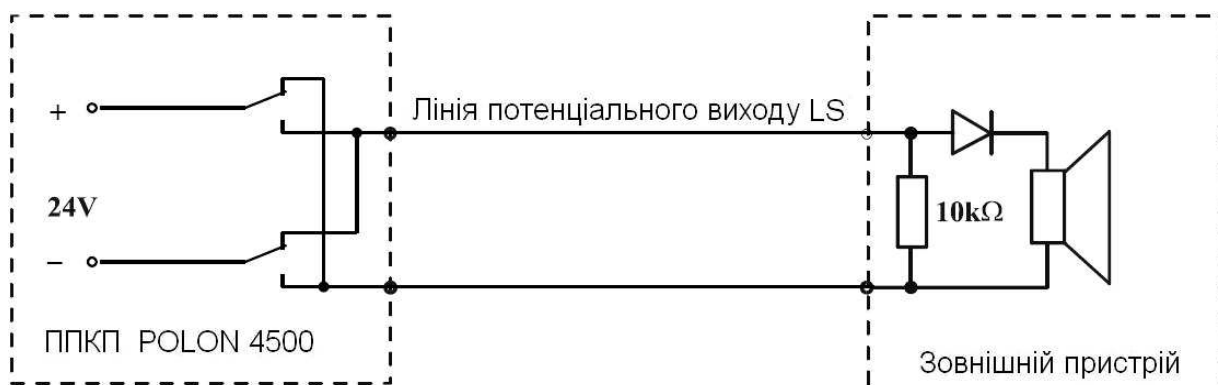 +
Лінія потенціального виходу LS
24V
10kΩ
−
ППКП POLON 4500
Зовнішній пристрій